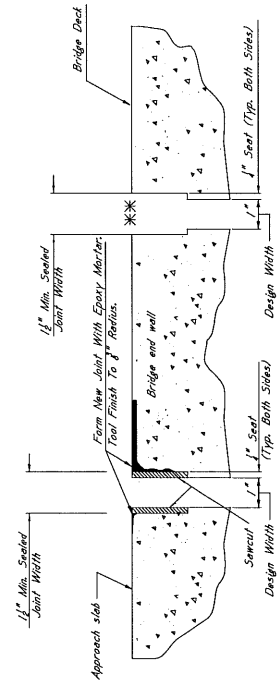 1½" Min. Sealed
Joint Width
Form New Joint With Epoxy Mortar.
Tool Finish To ⅛" Radius.
1½" Min. Sealed
Joint Width
Bridge Deck
Approach slab
Bridge end wall
Sawcut
1"
Design Width
¼" Seat
(Typ. Both Sides)
1"
Design Width
¼" Seat (Typ. Both Sides)